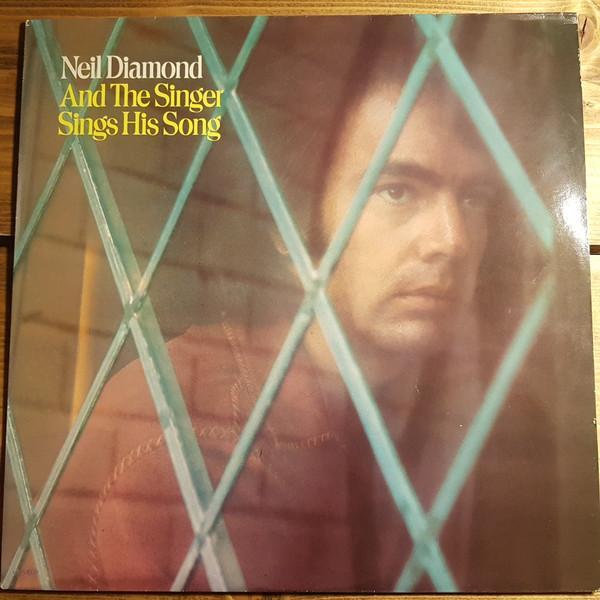 Neil Diamond
And The Singer
Sings His Song